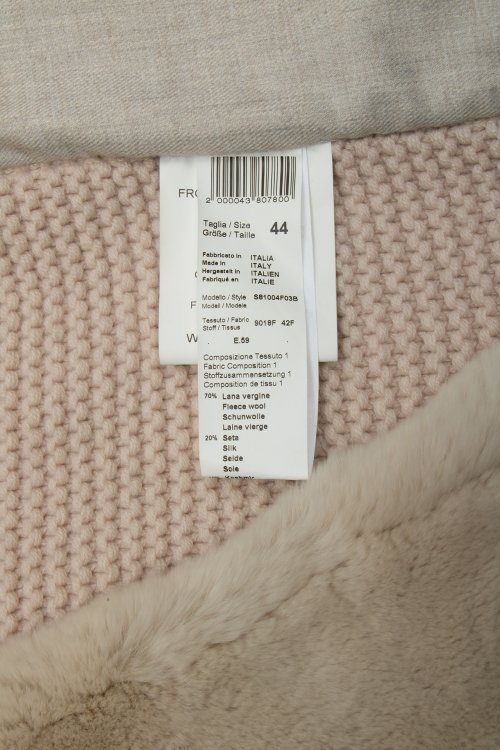 FRO
2 000043 807800
Taglia / Size
Größe / Taille
44
Fabbricato in ITALIA
Made in ITALY
Hergestelt in ITALIEN
Fabriqué en ITALIE
Modello / Style S81004F03B
Modell / Modele
Tessuto / Fabric 9018F 42F
Stoff / Tissus
E.59
Composizione Tessuto 1
Fabric Composition 1
Stoffzusammensetzung 1
Composition de tissu 1
70% Lana vergine
Fleece wool
Schunwolle
Laine vierge
20% Seta
Silk
Seide
Soie
F
W